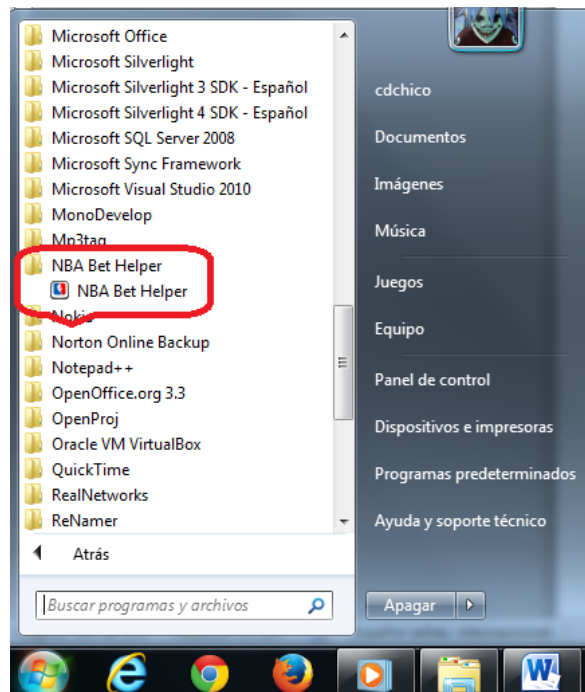 Microsoft Office
Microsoft Silverlight
Microsoft Silverlight 3 SDK - Español
Microsoft Silverlight 4 SDK - Español
Microsoft SQL Server 2008
Microsoft Sync Framework
Microsoft Visual Studio 2010
MonoDevelop
Mp3tag
NBA Bet Helper
NBA Bet Helper
Nokia
Norton Online Backup
Notepad++
OpenOffice.org 3.3
OpenProj
Oracle VM VirtualBox
QuickTime
RealNetworks
ReNamer
Atrás
Buscar programas y archivos
cdchico
Documentos
Imágenes
Música
Juegos
Equipo
Panel de control
Dispositivos e impresoras
Programas predeterminados
Ayuda y soporte técnico
Apagar
W